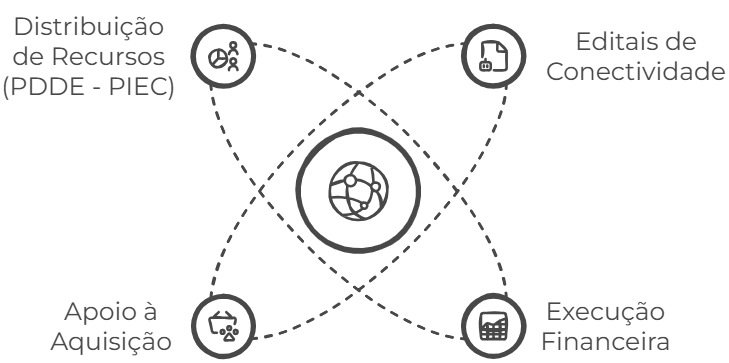 Distribuição
de Recursos
(PDDE - PIEC)
Editais de
Conectividade
Apoio à
Aquisição
Execução
Financeira